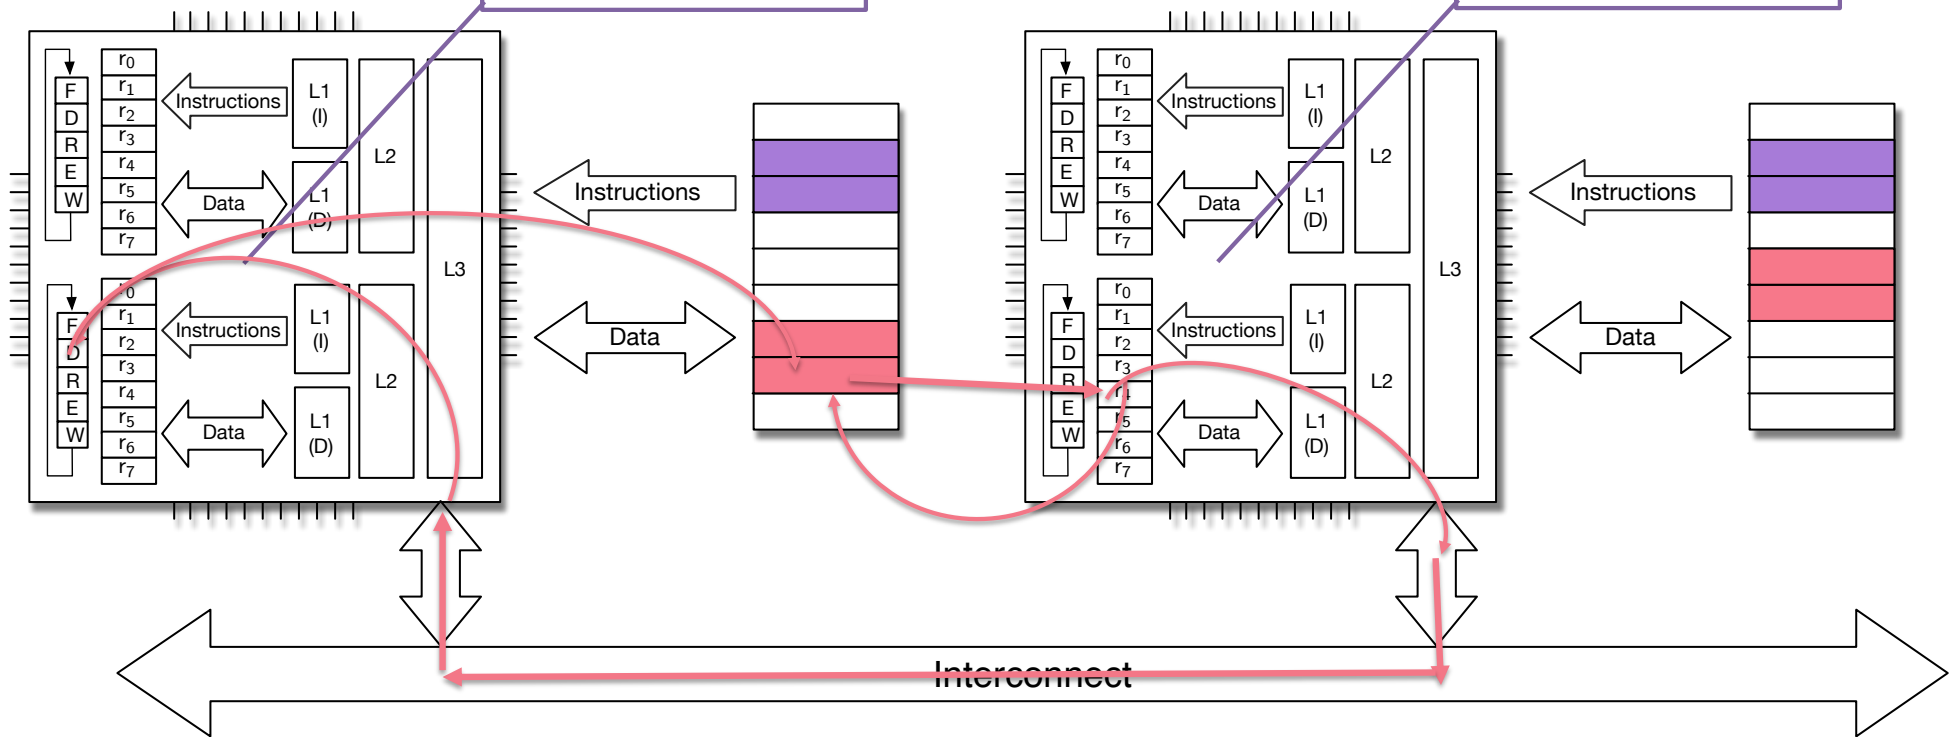 F
D
R
E
W
r0
r1
r2
r3
r4
r5
r6
r7
Instructions
Data
L1
(I)
L1
(D)
L2
L3
F
D
R
E
W
r0
r1
r2
r3
r4
r5
r6
r7
Instructions
Data
L1
(I)
L1
(D)
L2
Instructions
Data
F
D
R
E
W
r0
r1
r2
r3
r4
r5
r6
r7
Instructions
Data
L1
(I)
L1
(D)
L2
L3
F
D
R
E
W
r0
r1
r2
r3
r4
r5
r6
r7
Instructions
Data
L1
(I)
L1
(D)
L2
Instructions
Data
Interconnect